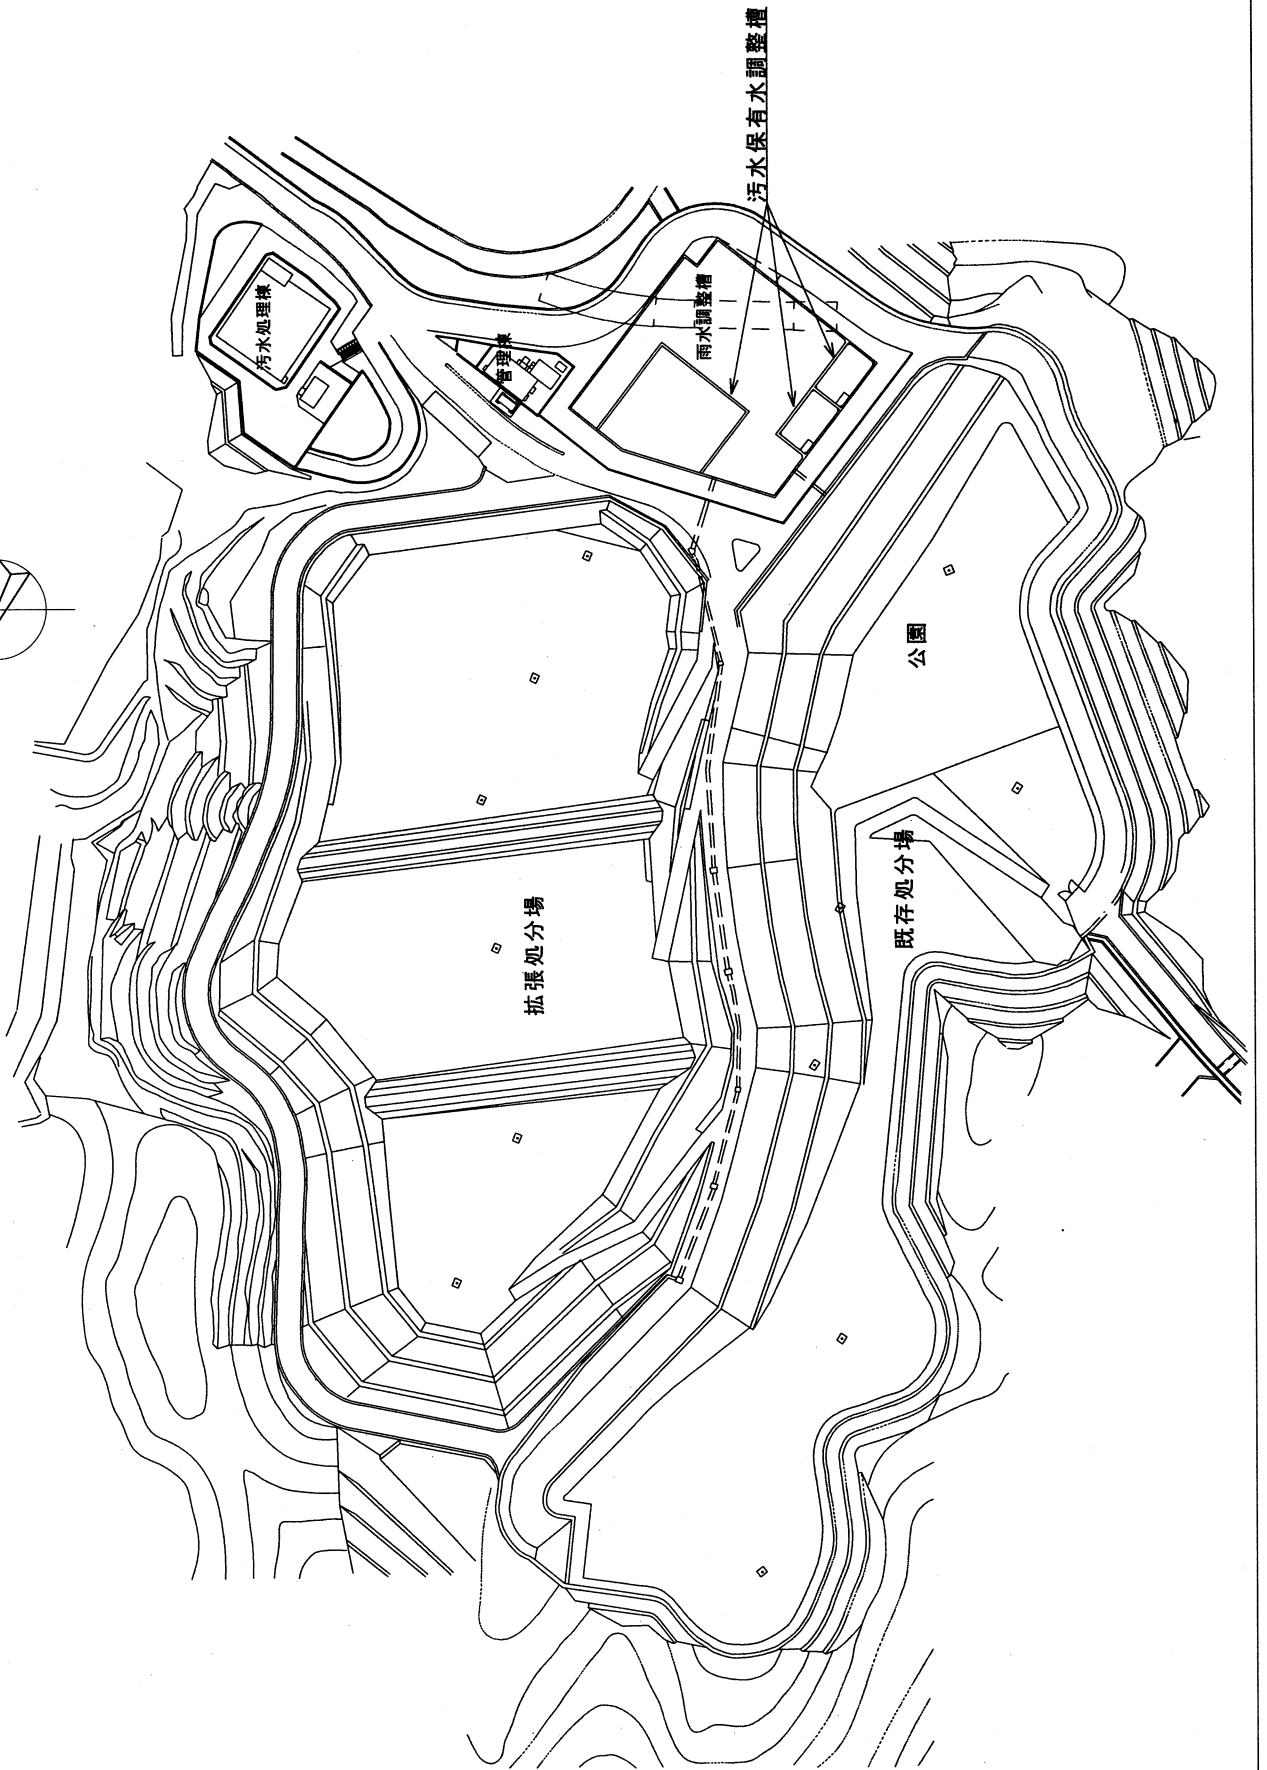 汚水保有水調整槽
汚水処理棟
雨水調整槽
管理棟
公園
既存処分場
拡張処分場